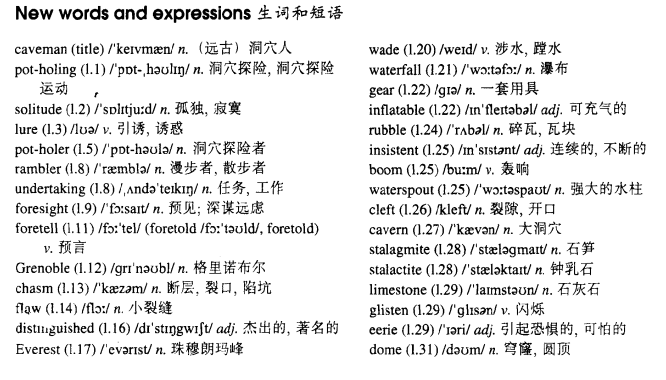 New words and expressions 生词和短语
caveman (title) /ˈkeɪvmæn/ n. （远古）洞穴人
pot-holing (l.1) /ˈpɒt-ˌhəʊlɪŋ/ n. 洞穴探险, 洞穴探险
运动
solitude (l.2) /ˈsɒlɪtjuːd/ n. 孤独, 寂寞
lure (l.3) /lʊə/ v. 引诱, 诱惑
pot-holer (l.5) /ˈpɒt-həʊlə/ n. 洞穴探险者
rambler (l.8) /ˈræmblə/ n. 漫步者, 散步者
undertaking (l.8) /ˌʌndəˈteɪkɪŋ/ n. 任务, 工作
foresight (l.9) /ˈfɔːsaɪt/ n. 预见; 深谋远虑
foretell (l.11) /fɔːˈtel/ (foretold /fɔːˈtəʊld/, foretold)
v. 预言
Grenoble (l.12) /grɪˈnəʊbl/ n. 格里诺布尔
chasm (l.13) /ˈkæzəm/ n. 断层, 裂口, 陷坑
flaw (l.14) /flɔː/ n. 小裂缝
distinguished (l.16) /dɪˈstɪŋgwɪʃt/ adj. 杰出的, 著名的
Everest (l.17) /ˈevərɪst/ n. 珠穆朗玛峰
wade (l.20) /weɪd/ v. 涉水, 蹚水
waterfall (l.21) /ˈwɔːtəfɔː/ n. 瀑布
gear (l.22) /gɪə/ n. 一套用具
inflatable (l.22) /ɪnˈfleɪtəbəl/ adj. 可充气的
rubble (l.24) /ˈrʌbəl/ n. 碎瓦, 瓦块
insistent (l.25) /ɪnˈsɪstənt/ adj. 连续的, 不断的
boom (l.25) /buːm/ v. 轰响
waterspout (l.25) /ˈwɔːtəspaʊt/ n. 强大的水柱
cleft (l.26) /kleft/ n. 裂隙, 开口
cavern (l.27) /ˈkævən/ n. 大洞穴
stalagmite (l.28) /ˈstæləgmaɪt/ n. 石笋
stalactite (l.28) /ˈstæləktaɪt/ n. 钟乳石
limestone (l.29) /ˈlaɪmstəʊn/ n. 石灰石
glisten (l.29) /ˈglɪsən/ v. 闪烁
eerie (l.29) /ˈɪəri/ adj. 引起恐惧的, 可怕的
dome (l.31) /dəʊm/ n. 穹窿, 圆顶